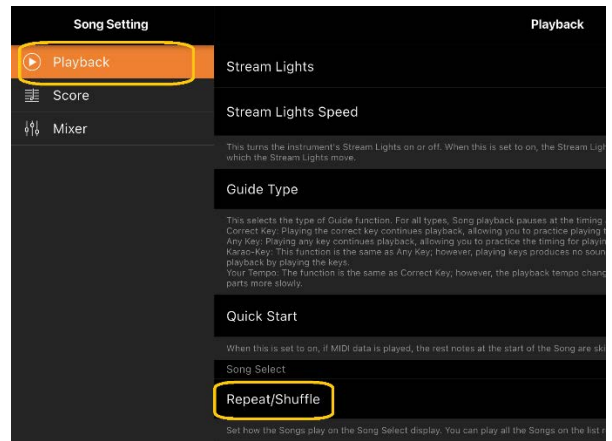 Song Setting
Playback
Playback
Score
Mixer
Stream Lights
Stream Lights Speed
This turns the instrument's Stream Lights on or off. When this is set to on, the Stream Ligh
which the Stream Lights move.
Guide Type
This selects the type of Guide function. For all types, Song playback pauses at the timing
Correct Key: Playing the correct key continues playback, allowing you to practice playing
Any Key: Playing any key continues playback, allowing you to practice the timing for playin
Karao-Key: This function is the same as Any Key; however, playing keys produces no soun
playback by playing the keys.
Your Tempo: The function is the same as Correct Key; however, the playback tempo chang
parts more slowly.
Quick Start
When this is set to on, if MIDI data is played, the rest notes at the start of the Song are ski
Song Select
Repeat/Shuffle
Set how the Songs play on the Song Select display. You can play all the Songs on the list